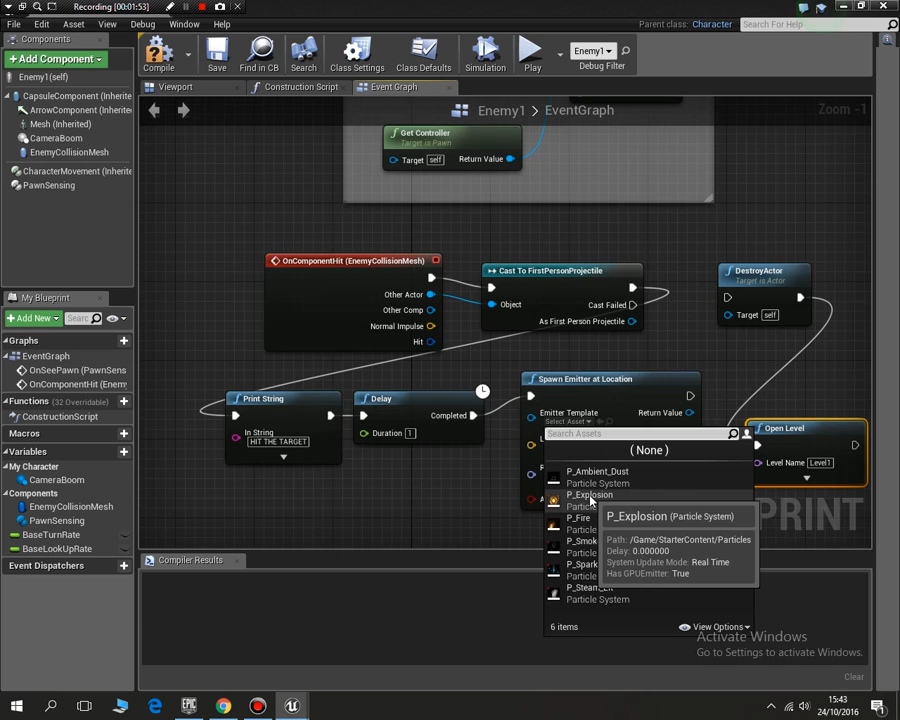 Recording [00:01:53]
File Edit Asset View Debug Window Help
Parent class: Character
Search For Help
Components
+ Add Component
Enemy1(self)
CapsuleComponent (Inherite
ArrowComponent (Inherite
Mesh (Inherited)
CameraBoom
EnemyCollisionMesh
CharacterMovement (Inherite
PawnSensing
Compile
Save
Find in CB
Search
Class Settings
Class Defaults
Simulation
Play
Enemy1
Debug Filter
Viewport
Construction Script
Event Graph
Enemy1 > EventGraph
Zoom -1
Get Controller
Target is Pawn
Target self
Return Value
OnComponentHit (EnemyCollisionMesh)
Other Actor
Other Comp
Normal Impulse
Hit
Cast To FirstPersonProjectile
Object
Cast Failed
As First Person Projectile
DestroyActor
Target is Actor
Target self
Print String
In String
HIT THE TARGET
Delay
Completed
Duration 1
Spawn Emitter at Location
Emitter Template
Return Value
Select Asset
Open Level
Level Name Level1
Search Assets
( None )
P_Ambient_Dust
Particle System
P_Explosion
P_Fire
Particle
P_Smok
Particle
P_Spark
Particle
Particle System
6 items
View Options
P_Explosion (Particle System)
Path: /Game/StarterContent/Particles
Delay: 0.000000
System Update Mode: Real Time
Has GPUEmitter: True
My Blueprint
+ Add New
Searc
Graphs
EventGraph
OnSeePawn (PawnSens
OnComponentHit (Enemy
Functions (32 Overridable)
ConstructionScript
Macros
Variables
My Character
CameraBoom
Components
EnemyCollisionMesh
PawnSensing
BaseTurnRate
BaseLookUpRate
Event Dispatchers
Compiler Results
Clear
Activate Windows
Go to Settings to activate Windows.
EPIC
15:43
24/10/2016